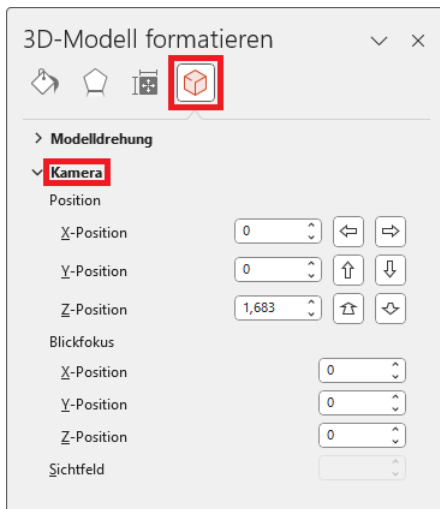 3D-Modell formatieren
Modelldrehung
Kamera
Position
X-Position 0
Y-Position 0
Z-Position 1,683
Blickfokus
X-Position 0
Y-Position 0
Z-Position 0
Sichtfeld